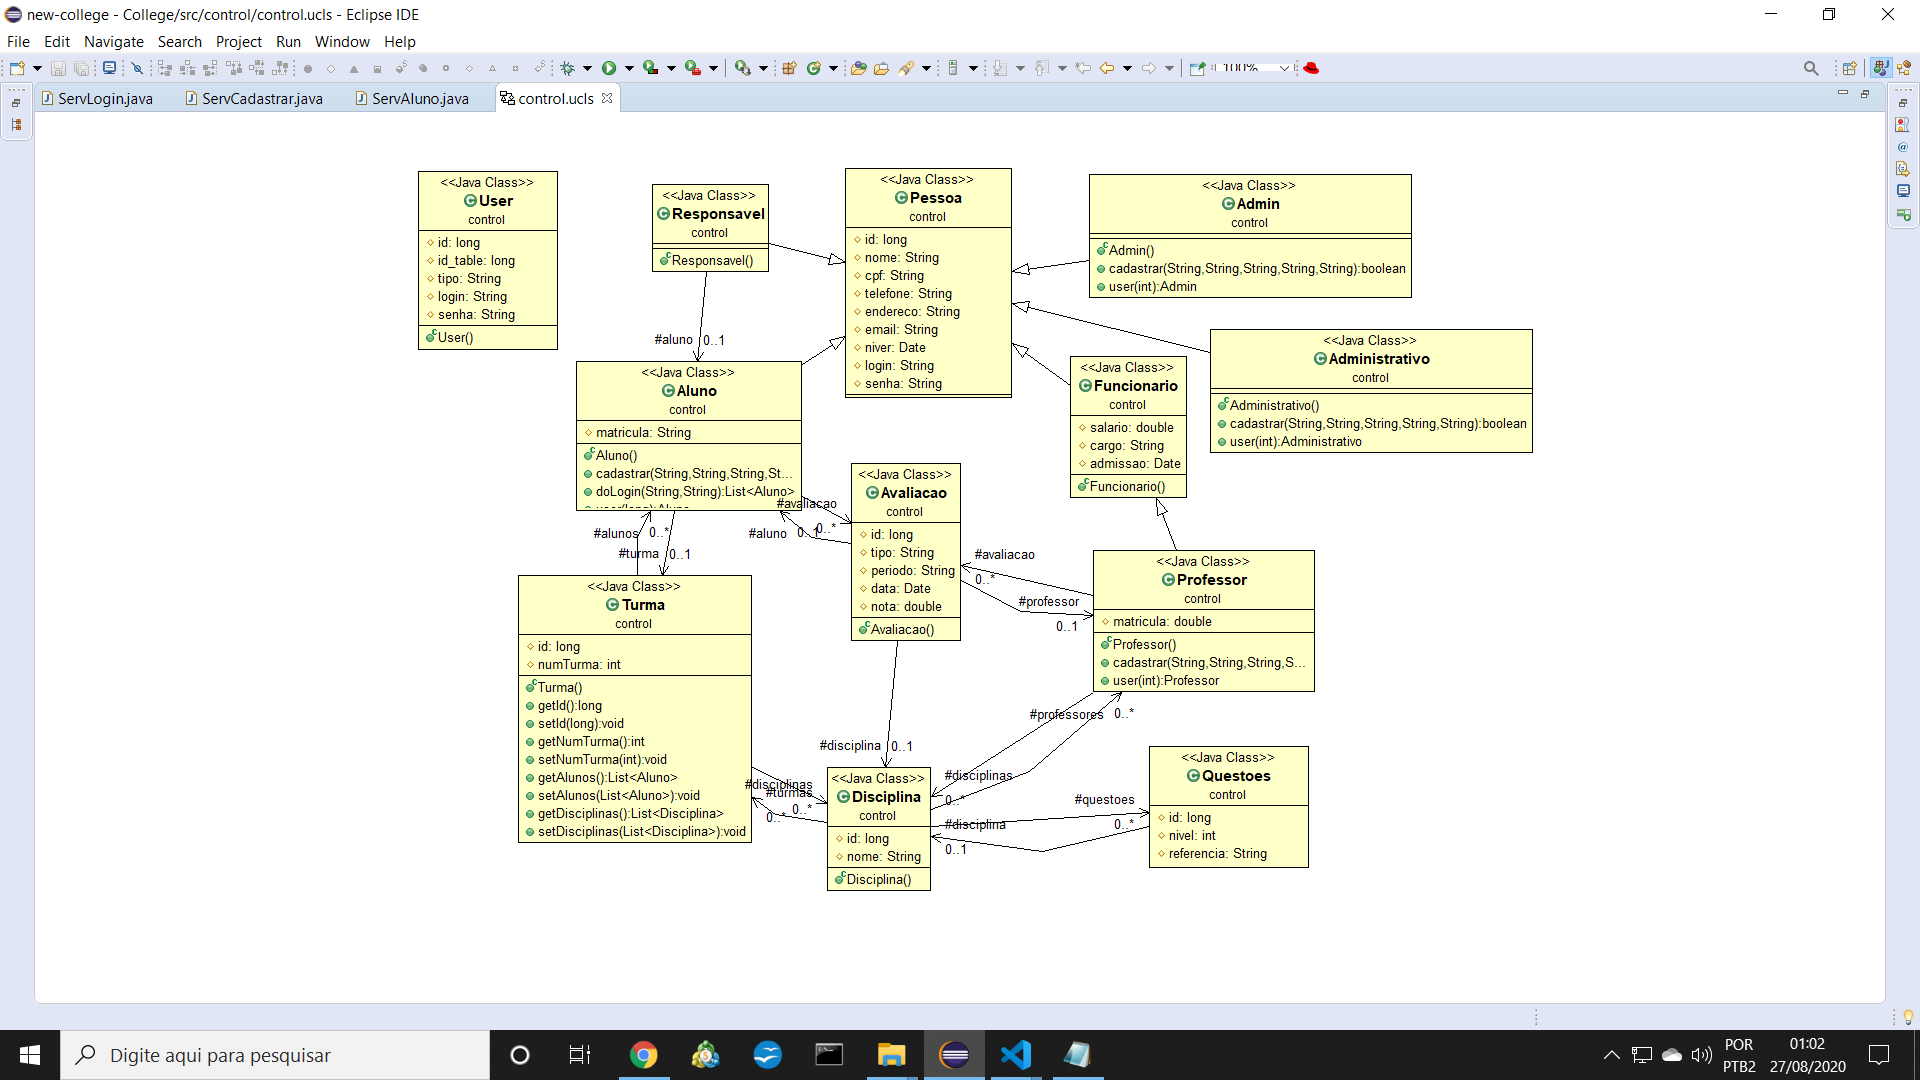 new-college - College/src/control/control.ucls - Eclipse IDE
File Edit Navigate Search Project Run Window Help
100%
ServLogin.java ServCadastrar.java ServAluno.java control.ucls
<<Java Class>>
User
control
id: long
id_table: long
tipo: String
login: String
senha: String
User()
<<Java Class>>
Responsavel
control
Responsavel()
<<Java Class>>
Pessoa
control
id: long
nome: String
cpf: String
telefone: String
endereco: String
email: String
niver: Date
login: String
senha: String
<<Java Class>>
Admin
control
Admin()
cadastrar(String,String,String,String,String):boolean
user(int):Admin
<<Java Class>>
Administrativo
control
Administrativo()
cadastrar(String,String,String,String,String):boolean
user(int):Administrativo
<<Java Class>>
Funcionario
control
salario: double
cargo: String
admissao: Date
Funcionario()
#aluno 0..1
<<Java Class>>
Aluno
control
matricula: String
Aluno()
cadastrar(String,String,String,St...
doLogin(String,String):List<Aluno>
user(long):Aluno
#avaliacao
0..*
#aluno 0..1
#alunos 0..*
#turma 0..1
<<Java Class>>
Avaliacao
control
id: long
tipo: String
periodo: String
data: Date
nota: double
Avaliacao()
#avaliacao
0..*
#professor
0..1
<<Java Class>>
Professor
control
matricula: double
Professor()
cadastrar(String,String,String,S...
user(int):Professor
<<Java Class>>
Turma
control
id: long
numTurma: int
Turma()
getId():long
setId(long):void
getNumTurma():int
setNumTurma(int):void
getAlunos():List<Aluno>
setAlunos(List<Aluno>):void
getDisciplinas():List<Disciplina>
setDisciplinas(List<Disciplina>):void
#disciplina 0..1
#professores 0..*
#disciplinas
0..*
#disciplinas
#turmas
0..*
0..*
<<Java Class>>
Disciplina
control
id: long
nome: String
Disciplina()
#questoes
0..*
#disciplina
0..1
<<Java Class>>
Questoes
control
id: long
nivel: int
referencia: String
Digite aqui para pesquisar
POR
PTB2
01:02
27/08/2020